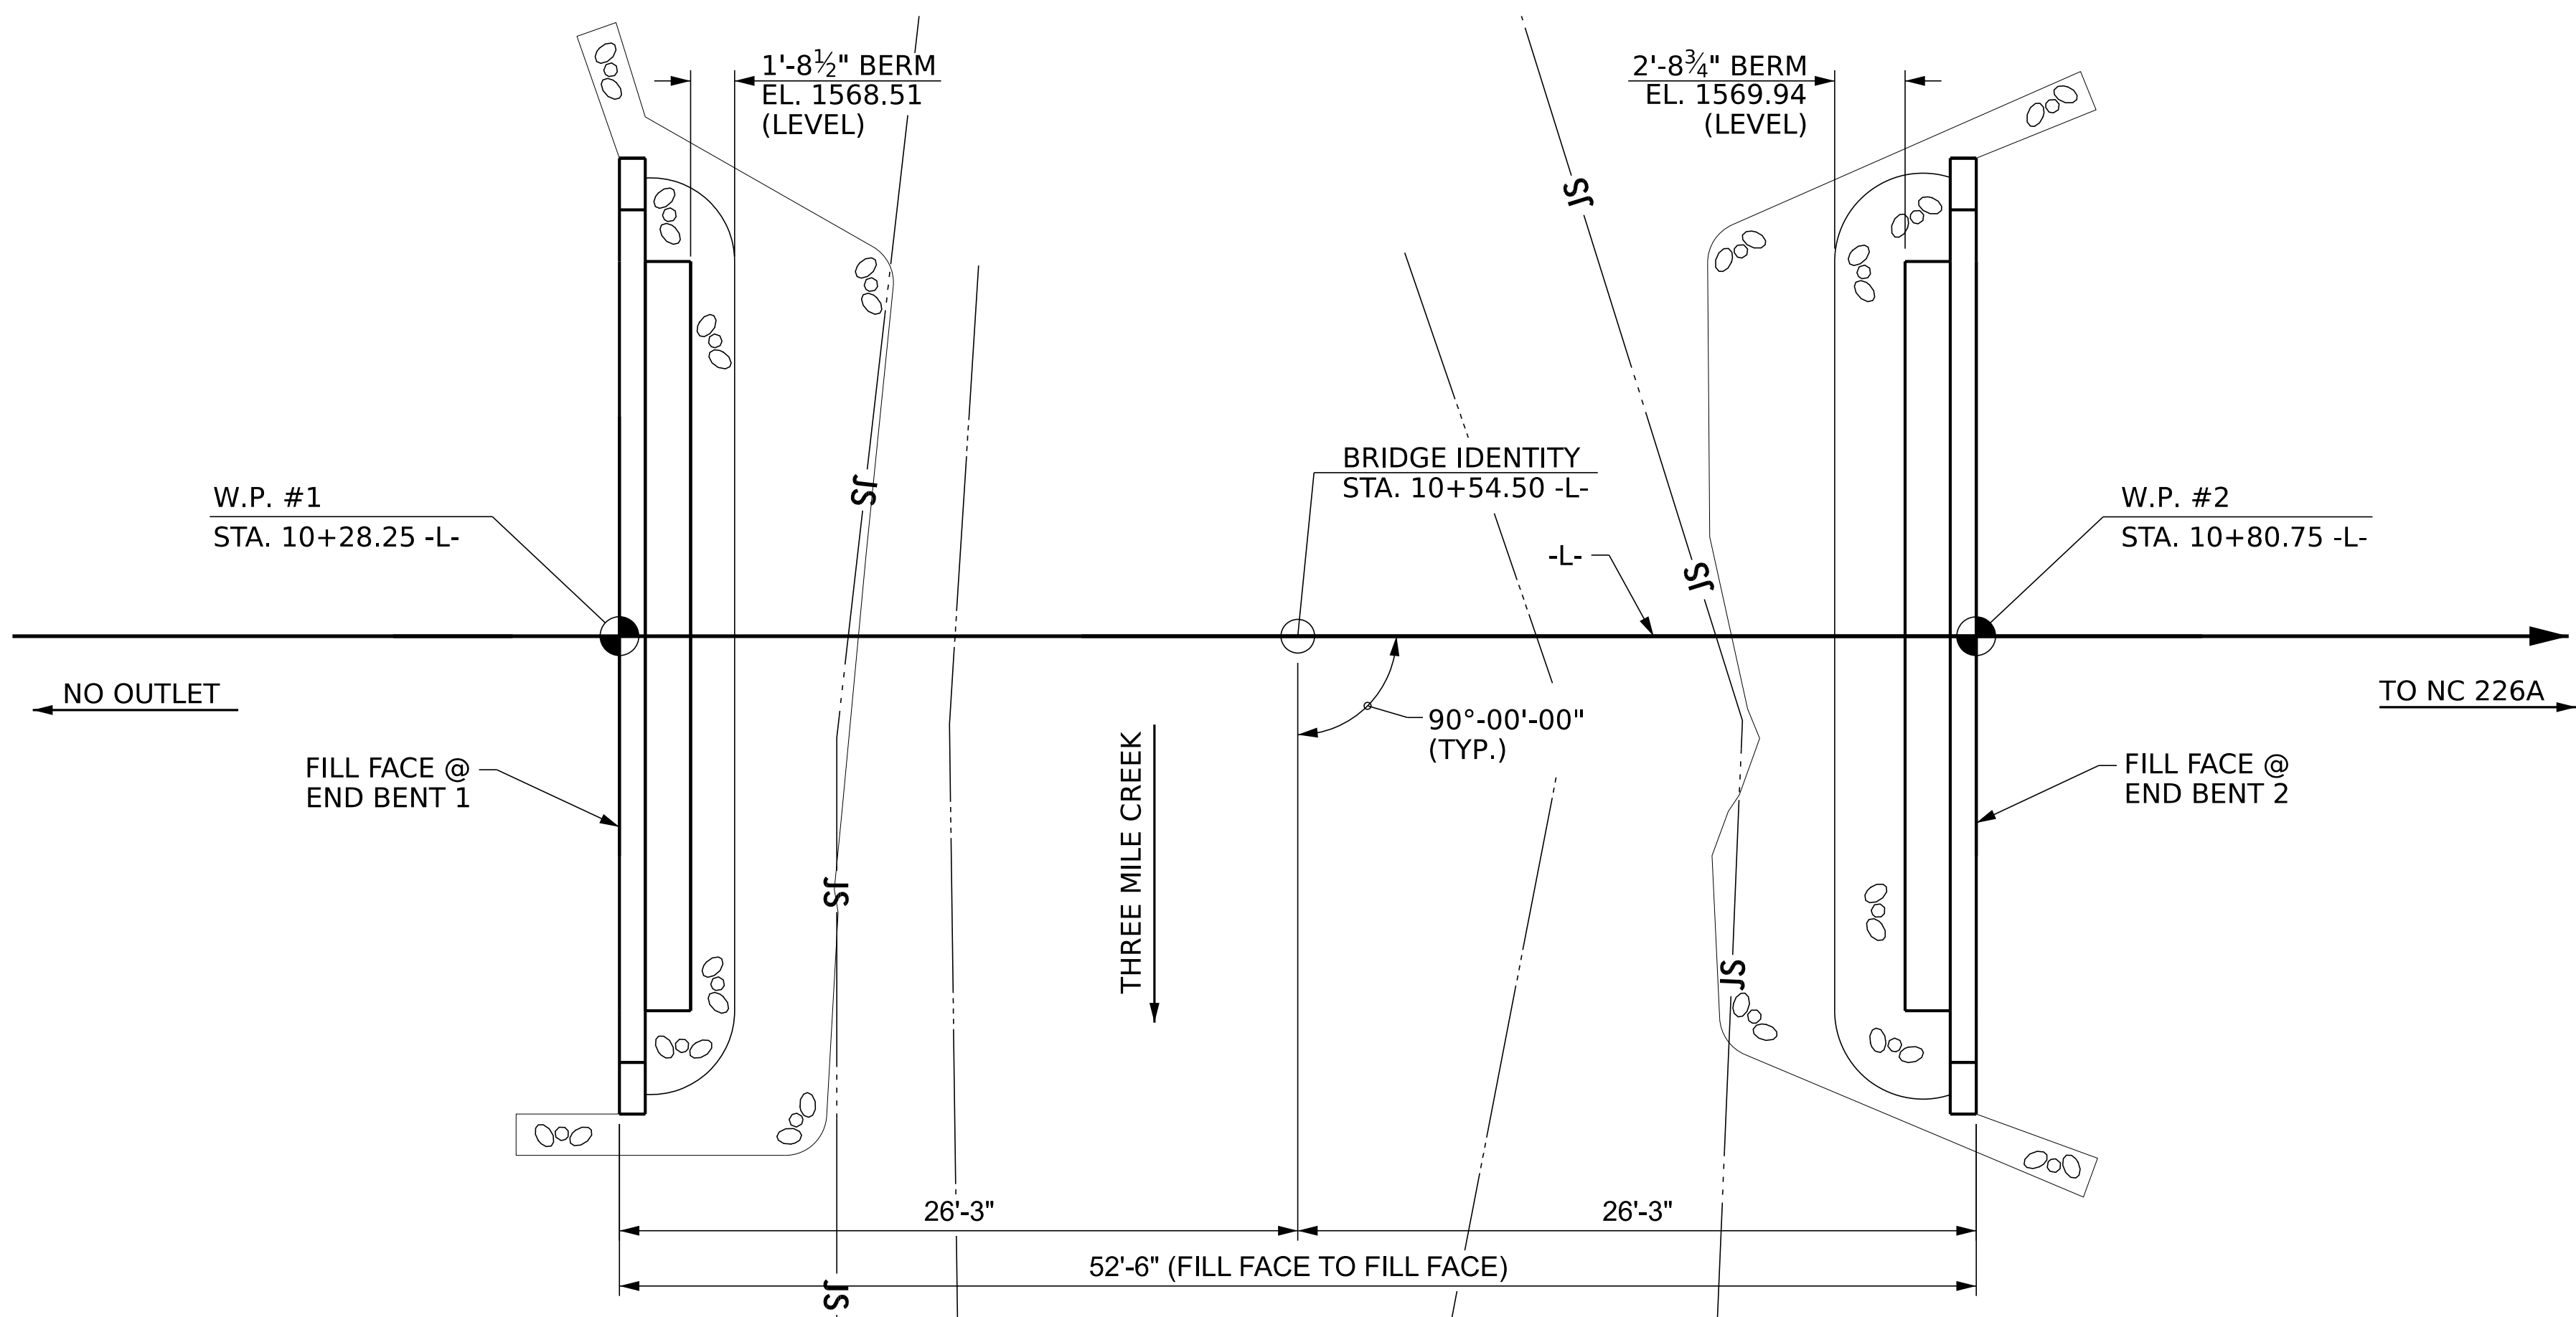 1'-8½" BERM
EL. 1568.51
(LEVEL)
2'-8¾" BERM
EL. 1569.94
(LEVEL)
JS
BRIDGE IDENTITY
STA. 10+54.50 -L-
JS
W.P. #1
STA. 10+28.25 -L-
W.P. #2
STA. 10+80.75 -L-
-L-
JS
NO OUTLET
TO NC 226A
90°-00'-00"
(TYP.)
THREE MILE CREEK
FILL FACE @
END BENT 1
FILL FACE @
END BENT 2
JS
JS
26'-3"
26'-3"
52'-6" (FILL FACE TO FILL FACE)
JS